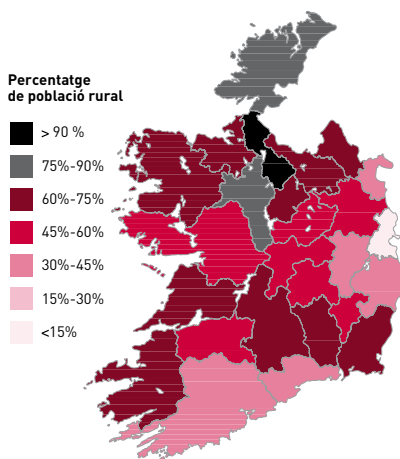 Percentatge
de població rural
> 90 %
75%-90%
60%-75%
45%-60%
30%-45%
15%-30%
<15%